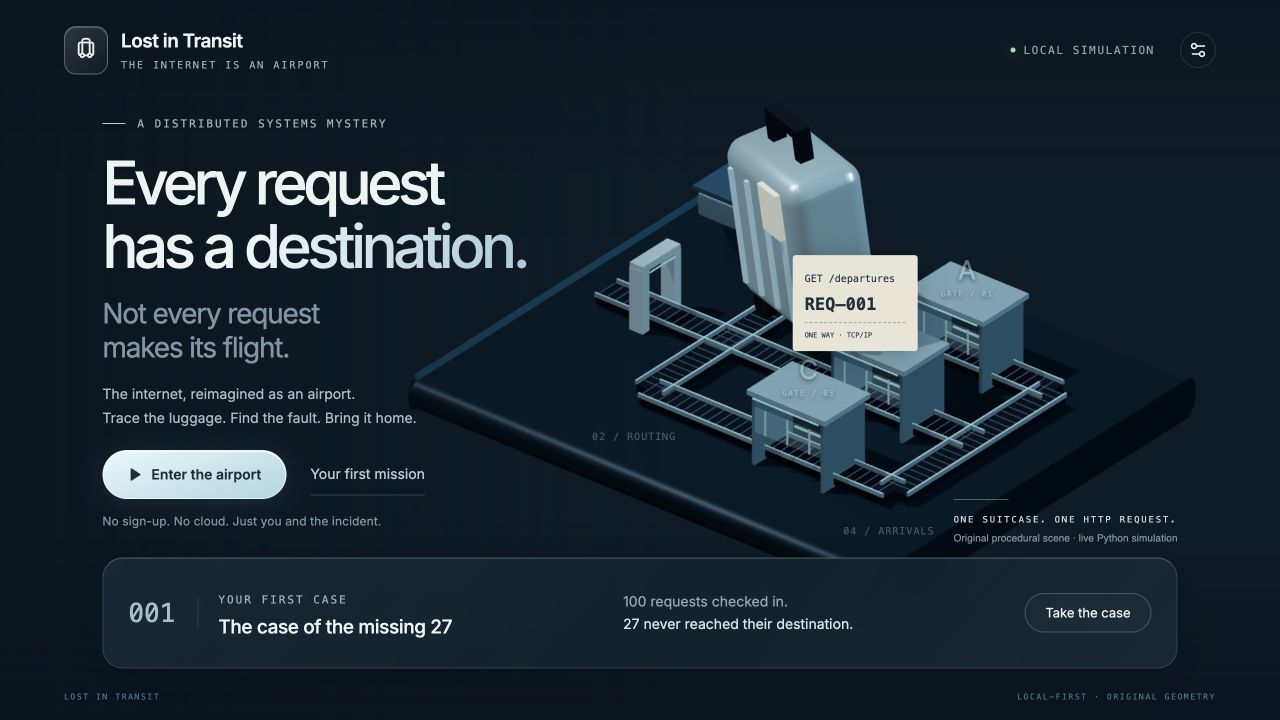 Lost in Transit
THE INTERNET IS AN AIRPORT
LOCAL SIMULATION
A DISTRIBUTED SYSTEMS MYSTERY
Every request
has a destination.
Not every request
makes its flight.
The internet, reimagined as an airport.
Trace the luggage. Find the fault. Bring it home.
Enter the airport
Your first mission
No sign-up. No cloud. Just you and the incident.
GET /departures
REQ—001
ONE WAY · TCP/IP
A
GATE / 01
C
GATE / 03
02 / ROUTING
04 / ARRIVALS
ONE SUITCASE. ONE HTTP REQUEST.
Original procedural scene · live Python simulation
001
YOUR FIRST CASE
The case of the missing 27
100 requests checked in.
27 never reached their destination.
Take the case
LOST IN TRANSIT
LOCAL-FIRST · ORIGINAL GEOMETRY